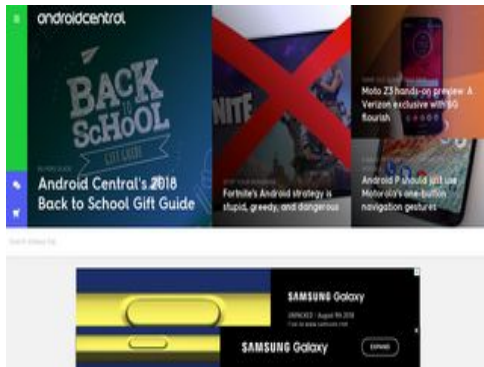 androidcentral
BACK
TO
SCHOOL
GIFT GUIDE
Android Central's 2018
Back to School Gift Guide
NITE
Fortnite's Android strategy is
stupid, greedy, and dangerous
Moto Z3 hands-on preview: A
Verizon exclusive with 5G
flourish
Android P should just use
Motorola's one-button
navigation gestures
SAMSUNG Galaxy
UNPACKED
SAMSUNG Galaxy
EXPAND